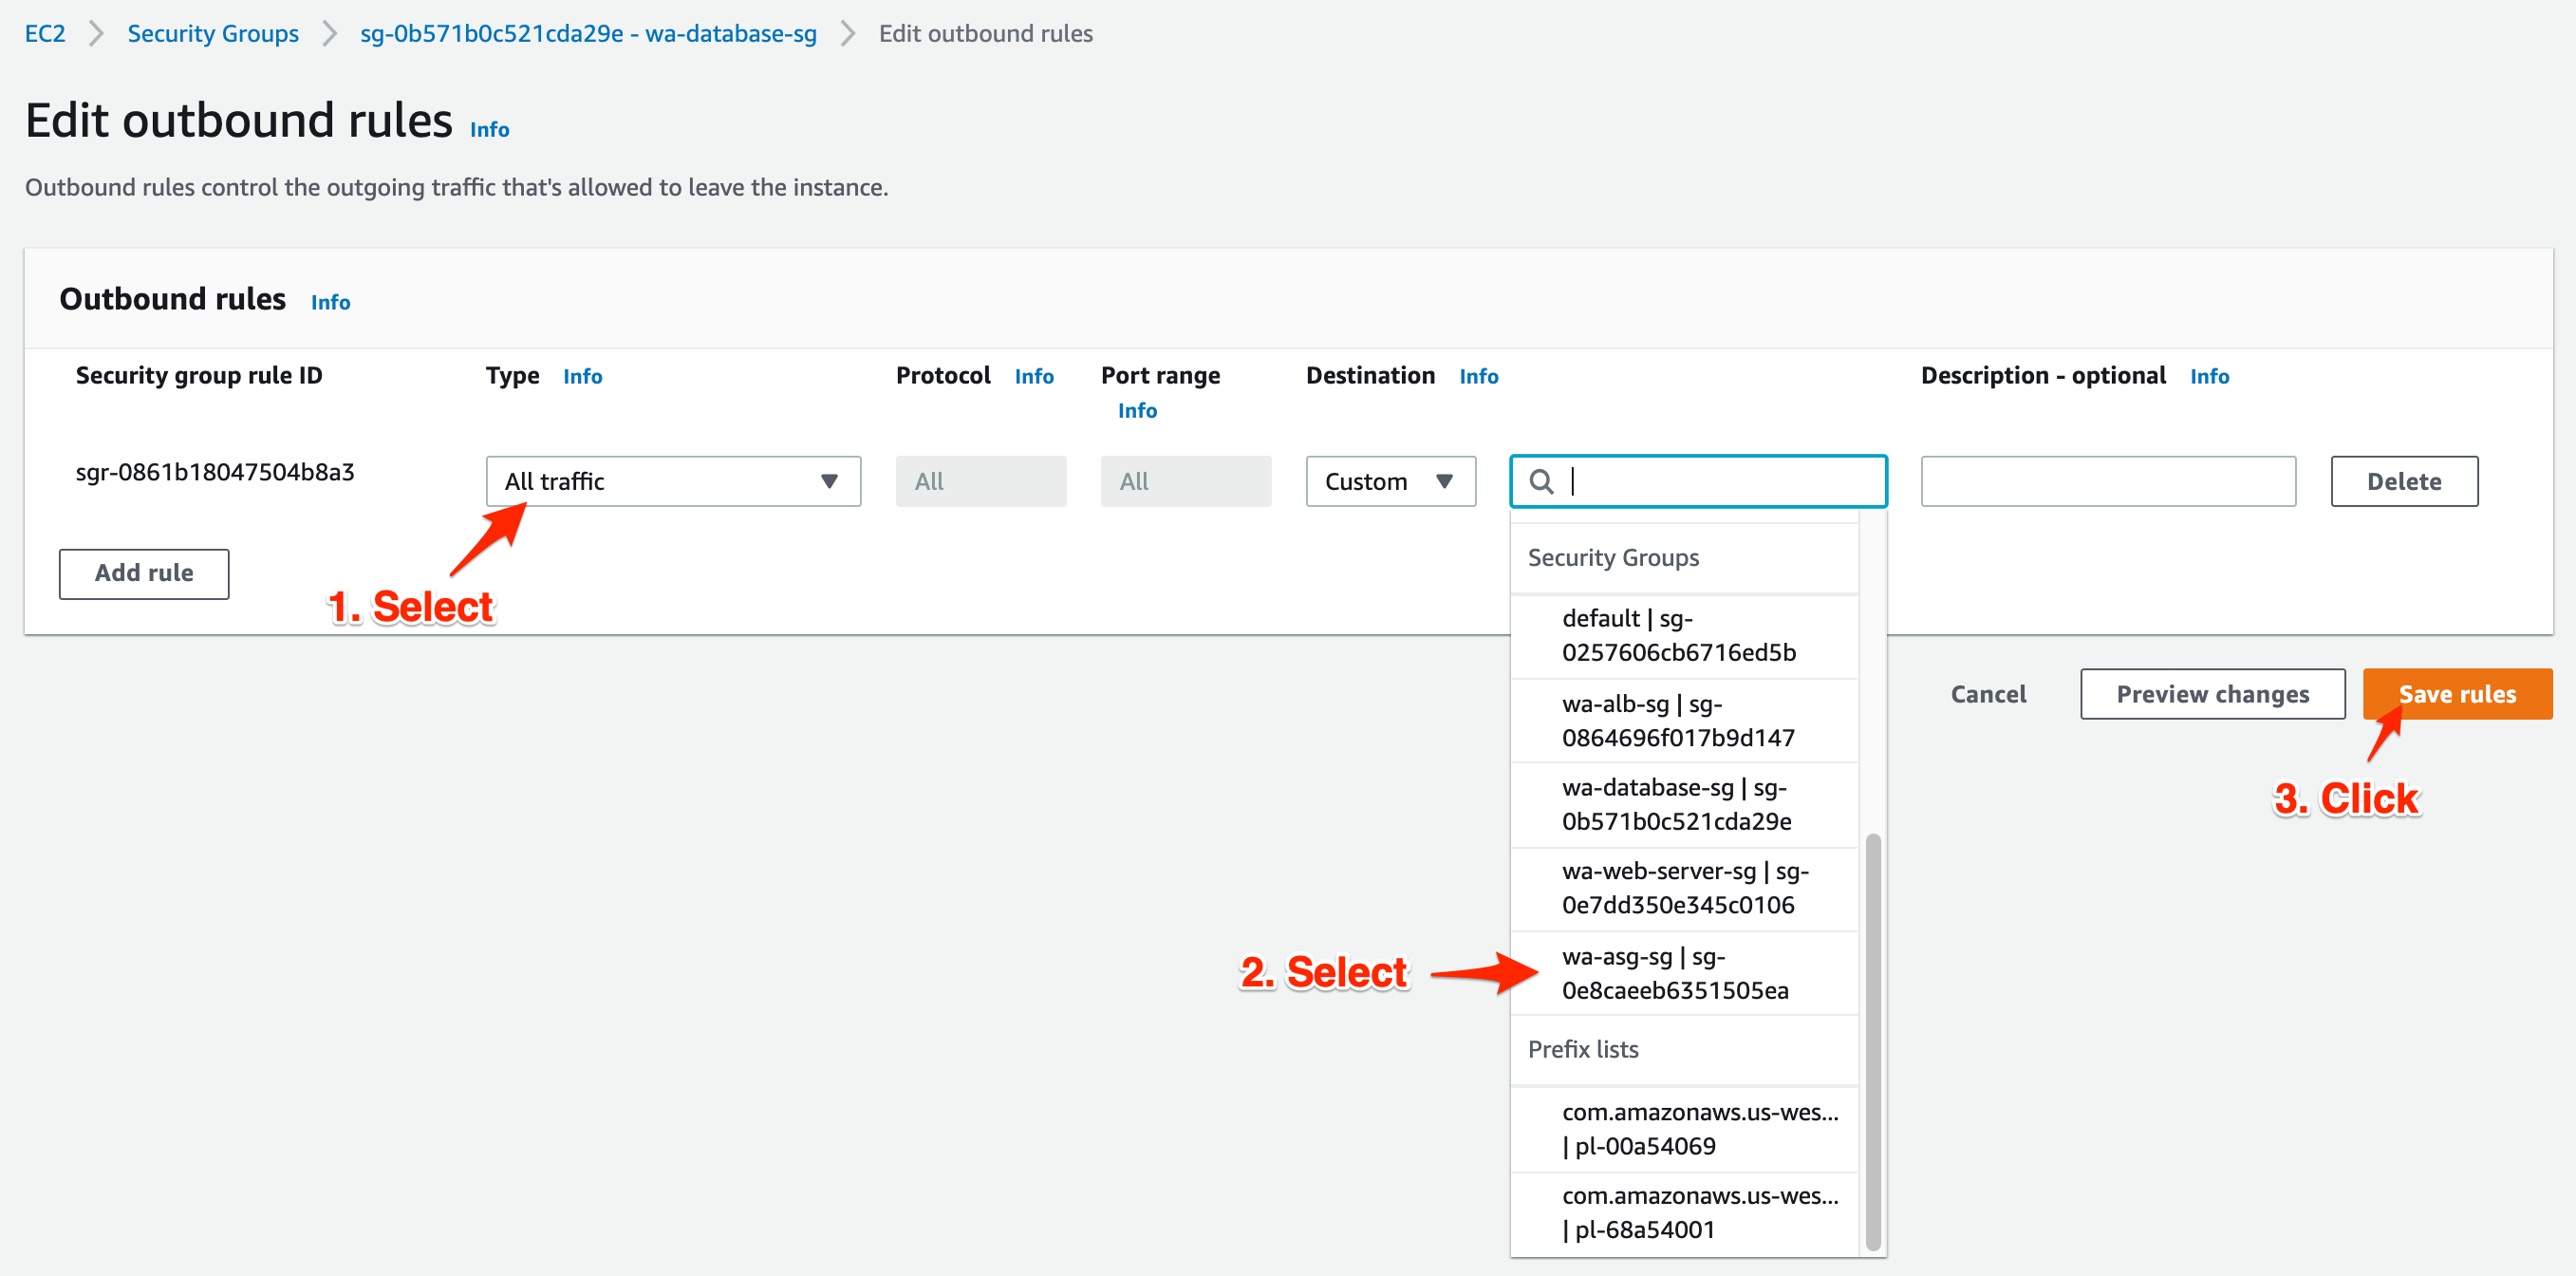 EC2 > Security Groups > sg-0b571b0c521cda29e - wa-database-sg > Edit outbound rules
Edit outbound rules Info
Outbound rules control the outgoing traffic that's allowed to leave the instance.
Outbound rules Info
Security group rule ID Type Info Protocol Info Port range Info Destination Info Description - optional Info
sgr-0861b18047504b8a3 All traffic All All Custom Delete
Add rule
1. Select
Security Groups
default | sg-
0257606cb6716ed5b
wa-alb-sg | sg-
0864696f017b9d147
wa-database-sg | sg-
0b571b0c521cda29e
wa-web-server-sg | sg-
0e7dd350e345c0106
2. Select
wa-asg-sg | sg-
0e8caeeb6351505ea
Prefix lists
com.amazonaws.us-wes...
| pl-00a54069
com.amazonaws.us-wes...
| pl-68a54001
Cancel Preview changes Save rules
3. Click